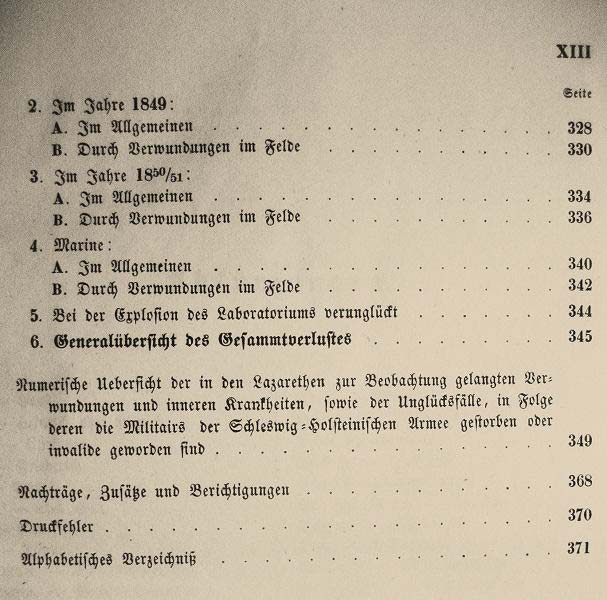 XIII
Seite
2. Im Jahre 1849:
A. Im Allgemeinen . . . . . . . . . . . . . 328
B. Durch Verwundungen im Felde . . . . . . . . 330
3. Im Jahre 1850/51:
A. Im Allgemeinen . . . . . . . . . . . . . 334
B. Durch Verwundungen im Felde . . . . . . . . 336
4. Marine:
A. Im Allgemeinen . . . . . . . . . . . . . 340
B. Durch Verwundungen im Felde . . . . . . . . 342
5. Bei der Explosion des Laboratoriums verunglückt . . . . . 344
6. Generalübersicht des Gesammtverlustes . . . . . . . 345
Numerische Uebersicht der in den Lazarethen zur Beobachtung gelangten Ver-
wundungen und inneren Krankheiten, sowie der Unglücksfälle, in Folge
deren die Militairs der Schleswig-Holsteinischen Armee gestorben oder
invalide geworden sind . . . . . . . . . . . . . 349
Nachträge, Zusätze und Berichtigungen . . . . . . . . . 368
Druckfehler . . . . . . . . . . . . . . . . . 370
Alphabetisches Verzeichniß . . . . . . . . . . . . 371